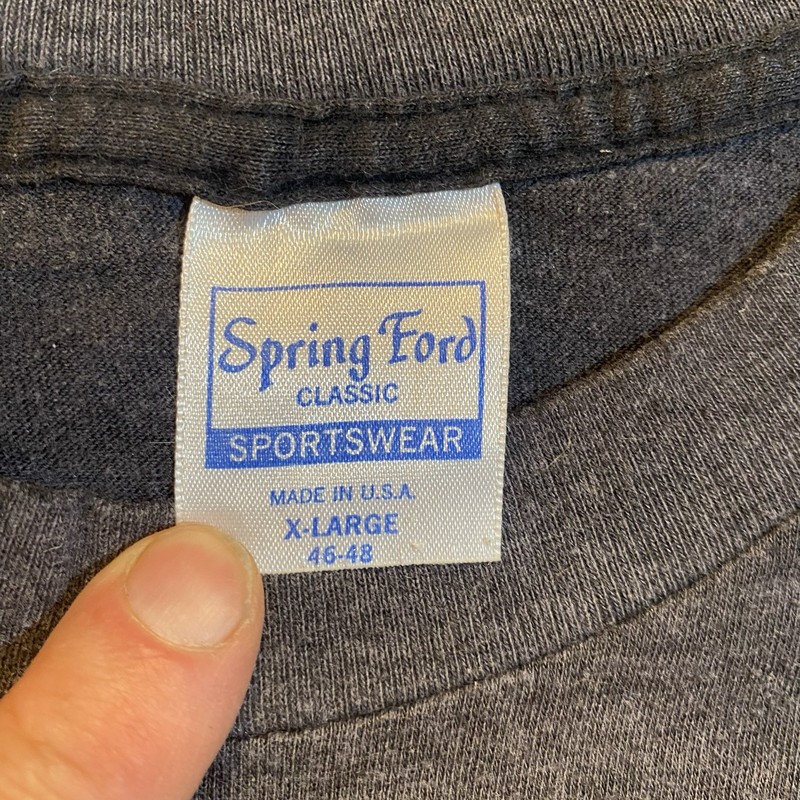 Spring Ford
CLASSIC
SPORTSWEAR
MADE IN U.S.A.
X-LARGE
46-48